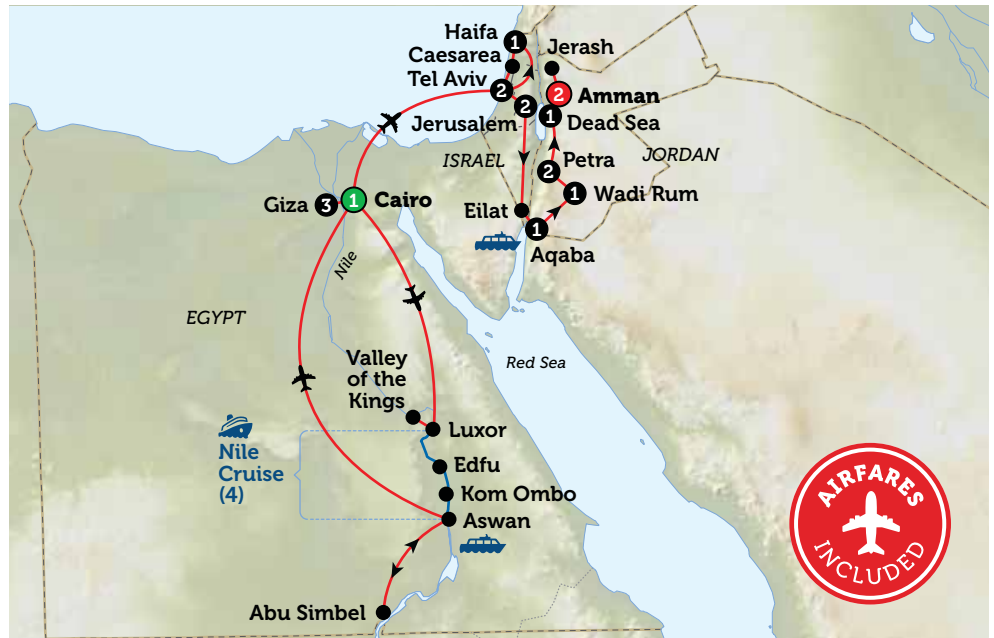 Haifa
1
Caesarea
Jerash
Tel Aviv
2
2
Amman
2
Jerusalem
1
Dead Sea
ISRAEL
Petra
2
JORDAN
Giza
3
1
Cairo
1
Wadi Rum
Eilat
1
Aqaba
Nile
EGYPT
Red Sea
Valley
of the
Kings
Luxor
Nile
Cruise
(4)
Edfu
Kom Ombo
Aswan
Abu Simbel
AIRFARES
INCLUDED